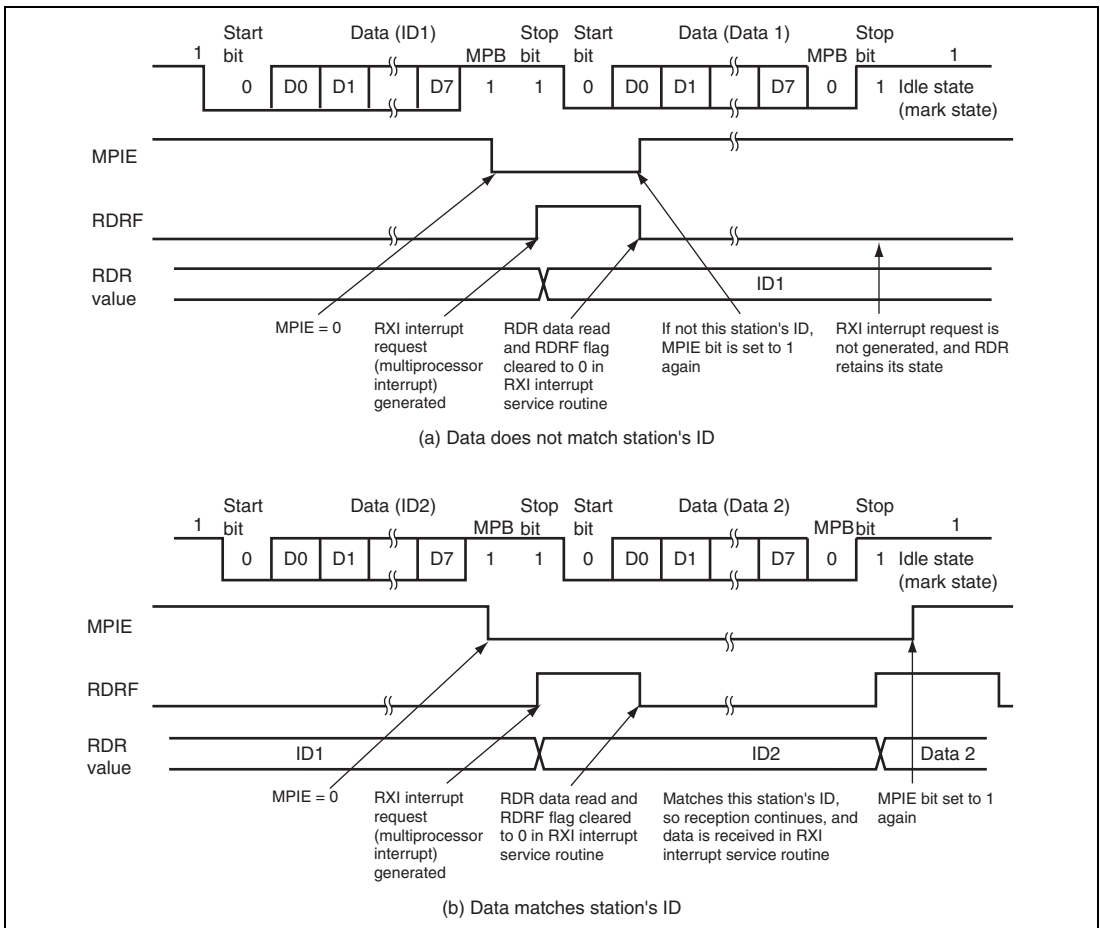 Start bit Data (ID1) MPB Stop bit Start bit Data (Data 1) MPB Stop bit
1 0 D0 D1 D7 1 1 0 D0 D1 D7 0 1 1
Idle state (mark state)
MPIE
RDRF
RDR value
ID1
MPIE = 0
RXI interrupt request (multiprocessor interrupt) generated
RDR data read and RDRF flag cleared to 0 in RXI interrupt service routine
If not this station's ID, MPIE bit is set to 1 again
RXI interrupt request is not generated, and RDR retains its state
(a) Data does not match station's ID
Start bit Data (ID2) MPB Stop bit Start bit Data (Data 2) MPB Stop bit
1 0 D0 D1 D7 1 1 0 D0 D1 D7 0 1 1
Idle state (mark state)
MPIE
RDRF
RDR value
ID1 ID2 Data 2
MPIE = 0
RXI interrupt request (multiprocessor interrupt) generated
RDR data read and RDRF flag cleared to 0 in RXI interrupt service routine
Matches this station's ID, so reception continues, and data is received in RXI interrupt service routine
MPIE bit set to 1 again
(b) Data matches station's ID